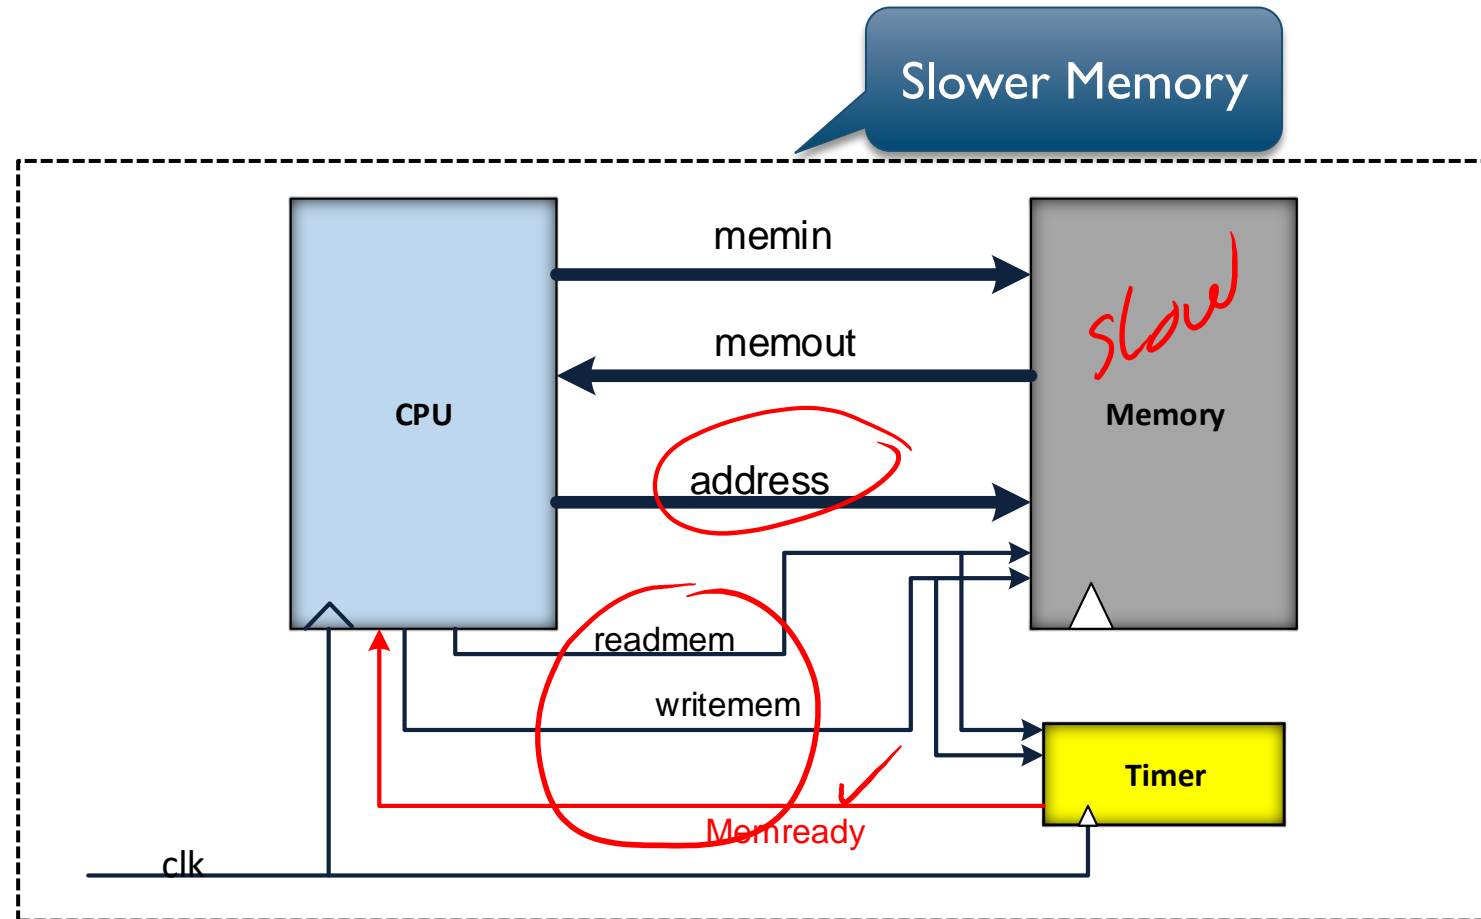 Slower Memory
memin
slow
memout
CPU
Memory
address
readmem
writemem
Timer
Memready
clk